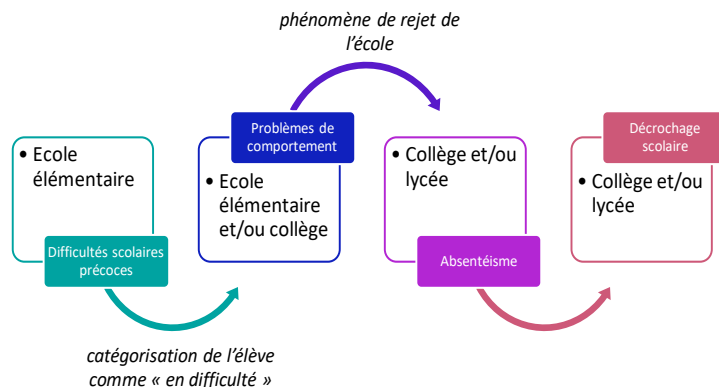 phénomène de rejet de
l'école
• Ecole
élémentaire
Difficultés scolaires
précoces
Problèmes de
comportement
• Ecole
élémentaire
et/ou collège
• Collège et/ou
lycée
Absentéisme
Décrochage
scolaire
• Collège et/ou
lycée
catégorisation de l'élève
comme « en difficulté »